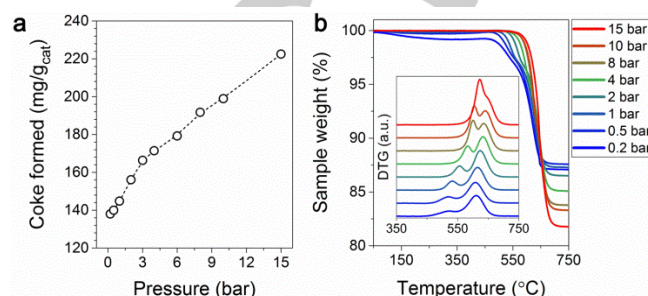 a
Coke formed (mg/gcat)
240
220
200
180
160
140
120
0
3
6
9
12
15
Pressure (bar)
b
Sample weight (%)
100
95
90
85
80
150
350
550
750
Temperature (°C)
DTG (a.u.)
350
550
750
15 bar
10 bar
8 bar
4 bar
2 bar
1 bar
0.5 bar
0.2 bar